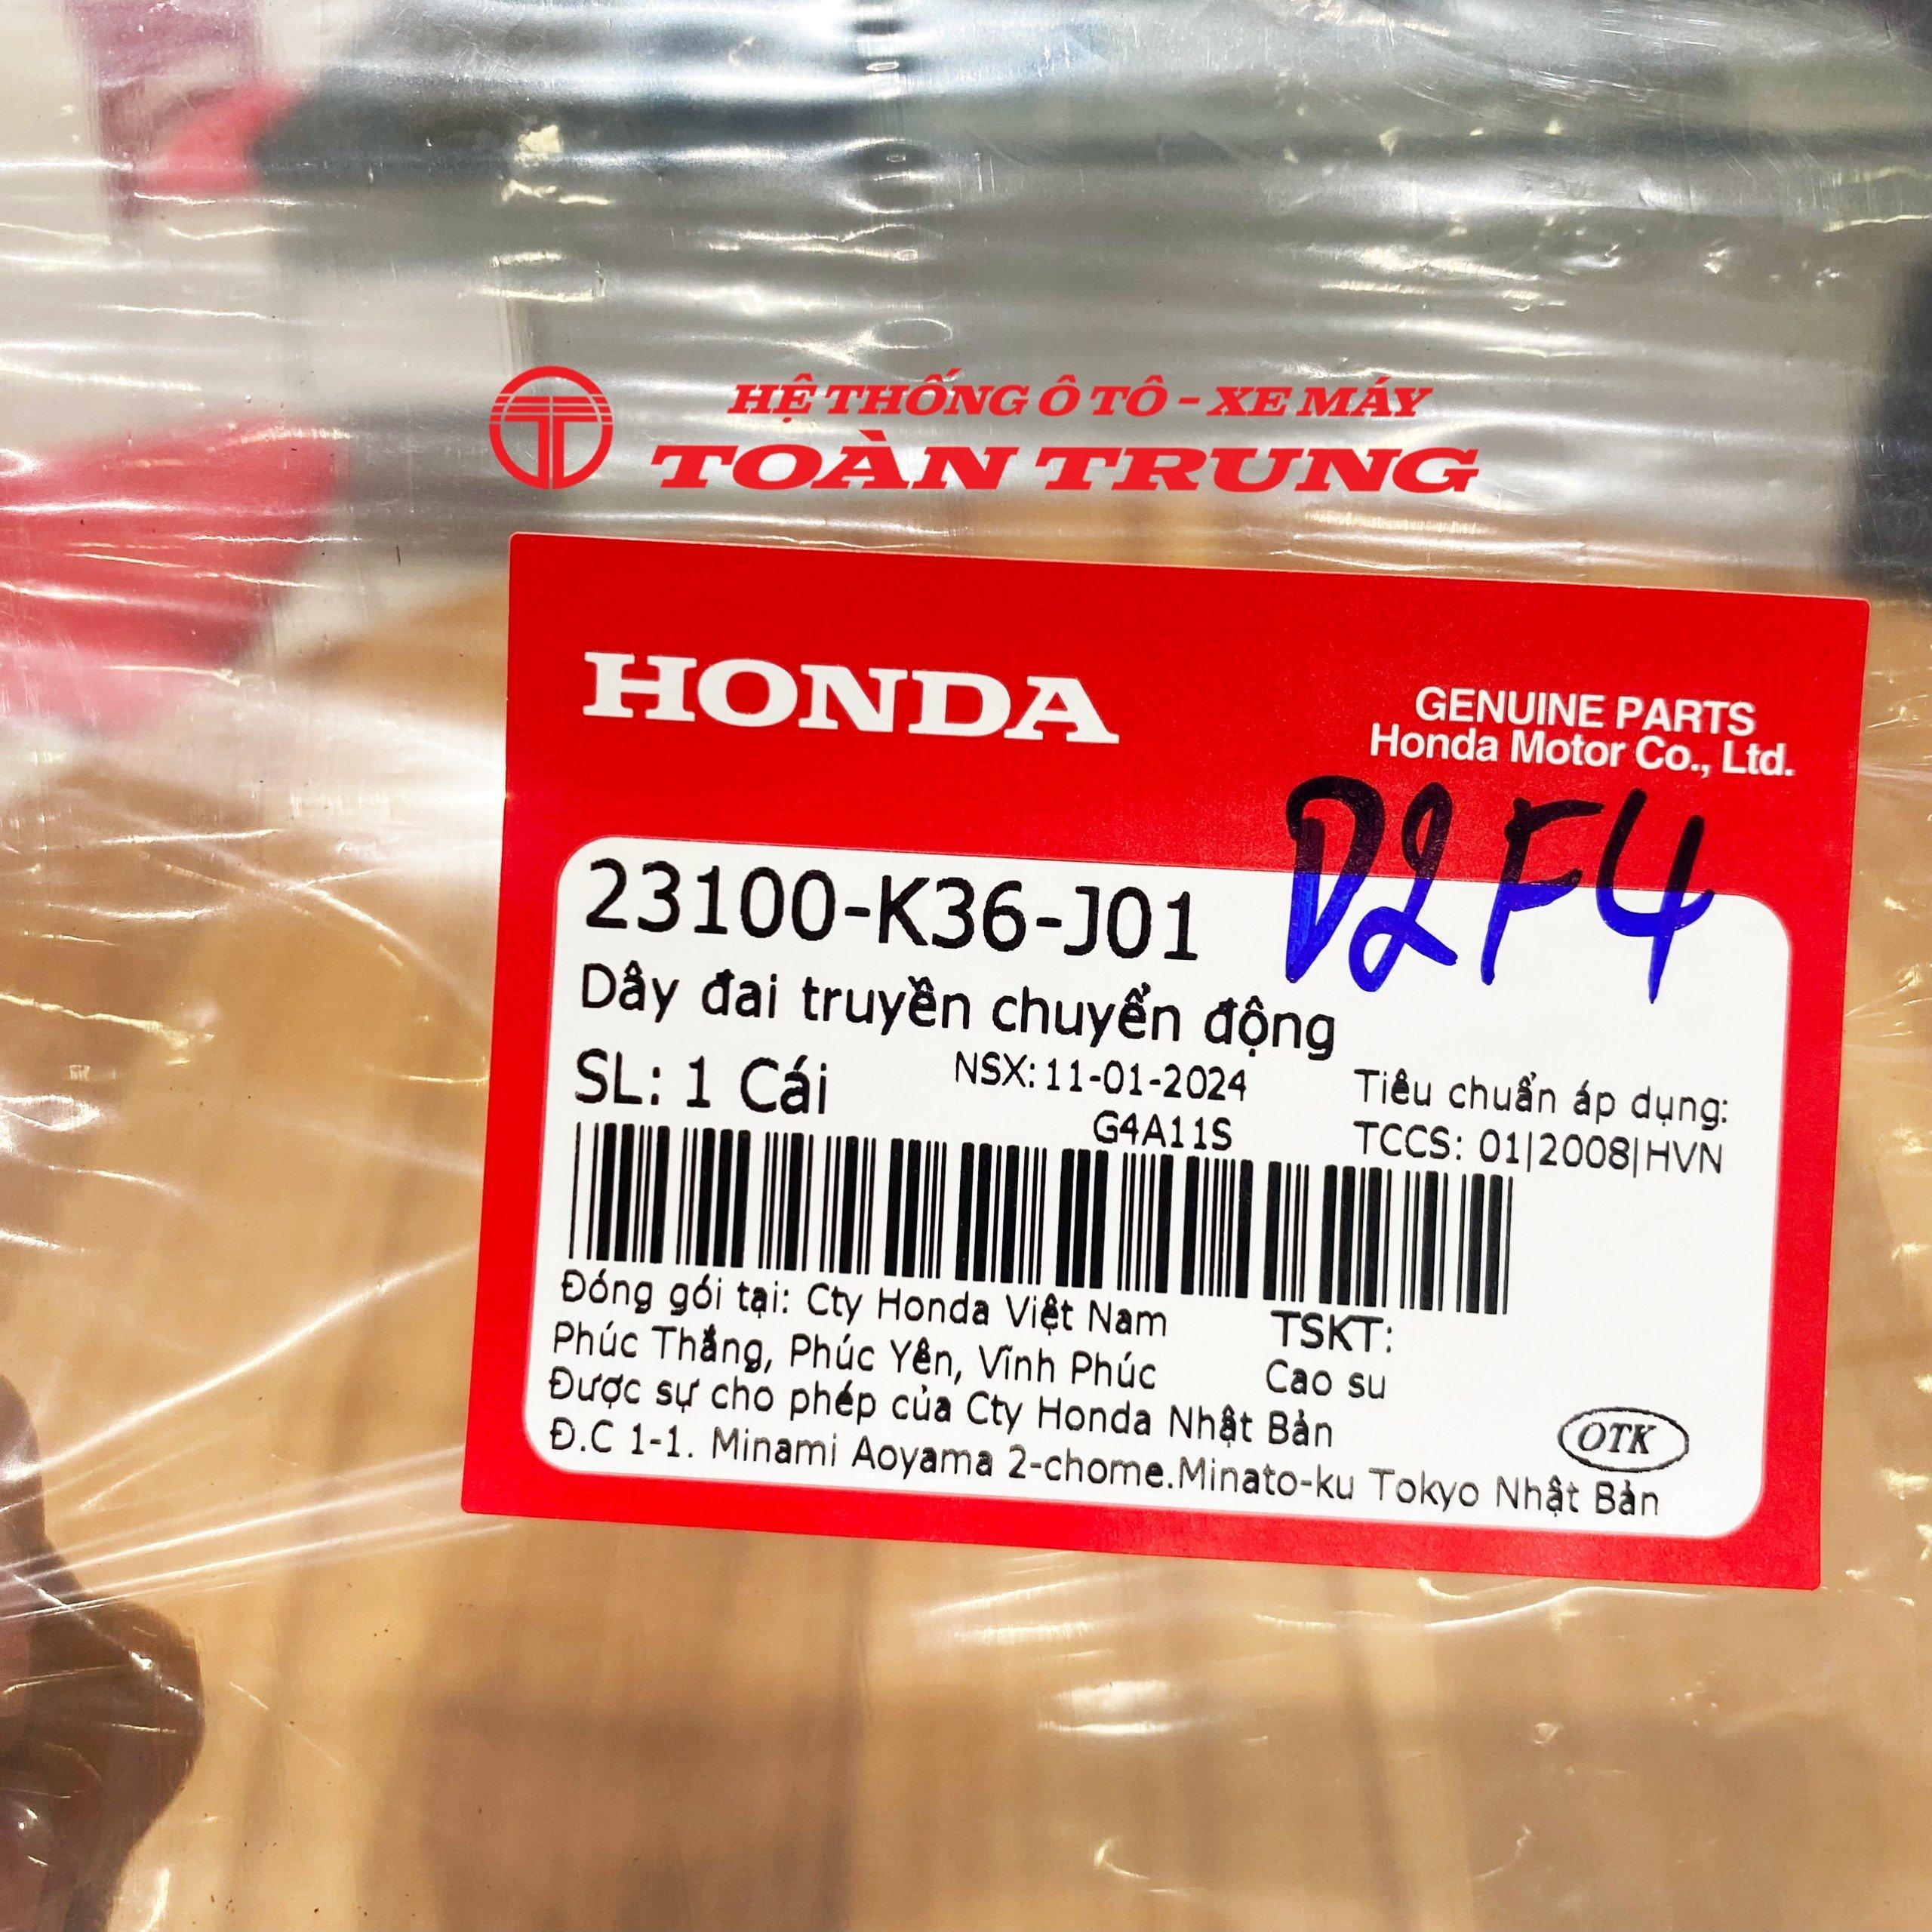 HỆ THỐNG Ô TÔ - XE MÁY
TOÀN TRUNG
HONDA
GENUINE PARTS
Honda Motor Co., Ltd.
D2F4
23100-K36-J01
Dây đai truyền chuyển động
SL: 1 Cái
NSX: 11-01-2024
G4A11S
Tiêu chuẩn áp dụng:
TCCS: 01|2008|HVN
Đóng gói tại: Cty Honda Việt Nam
Phúc Thắng, Phúc Yên, Vĩnh Phúc
Được sự cho phép của Cty Honda Nhật Bản
Đ.C 1-1. Minami Aoyama 2-chome.Minato-ku Tokyo Nhật Bản
TSKT:
Cao su
OTK